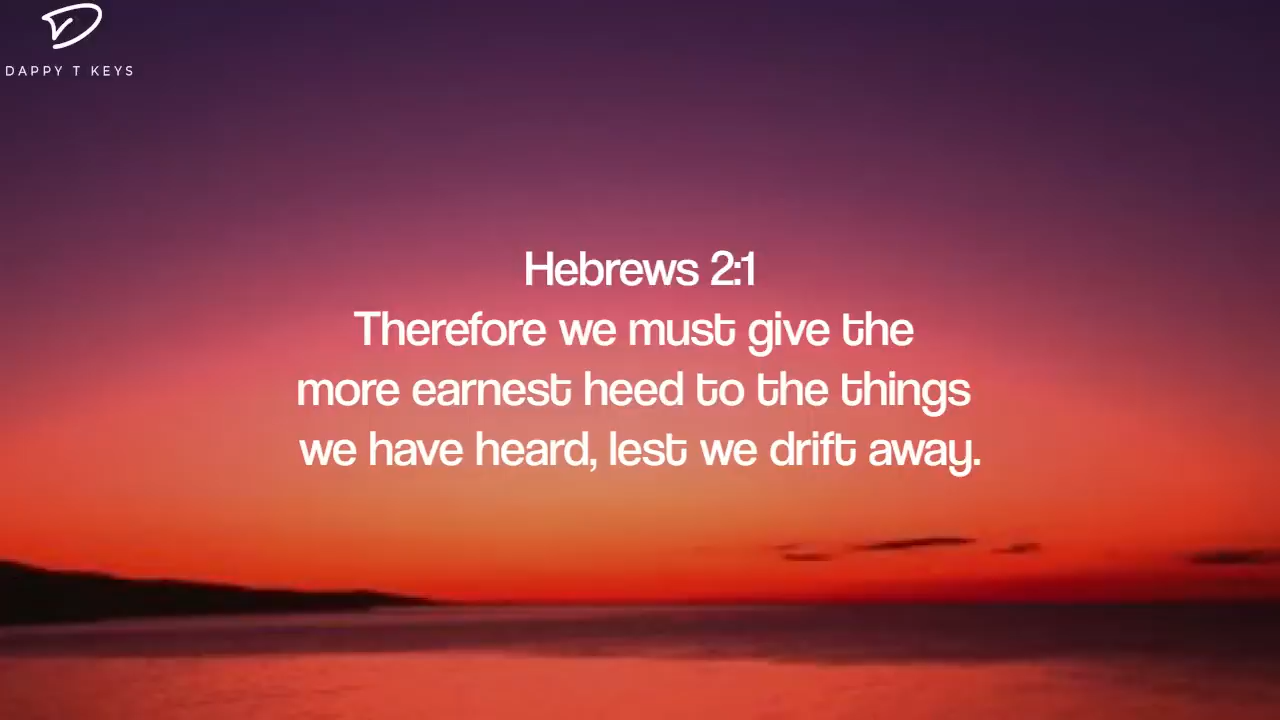 DAPPY T KEYS
Hebrews 2:1
Therefore we must give the
more earnest heed to the things
we have heard, lest we drift away.